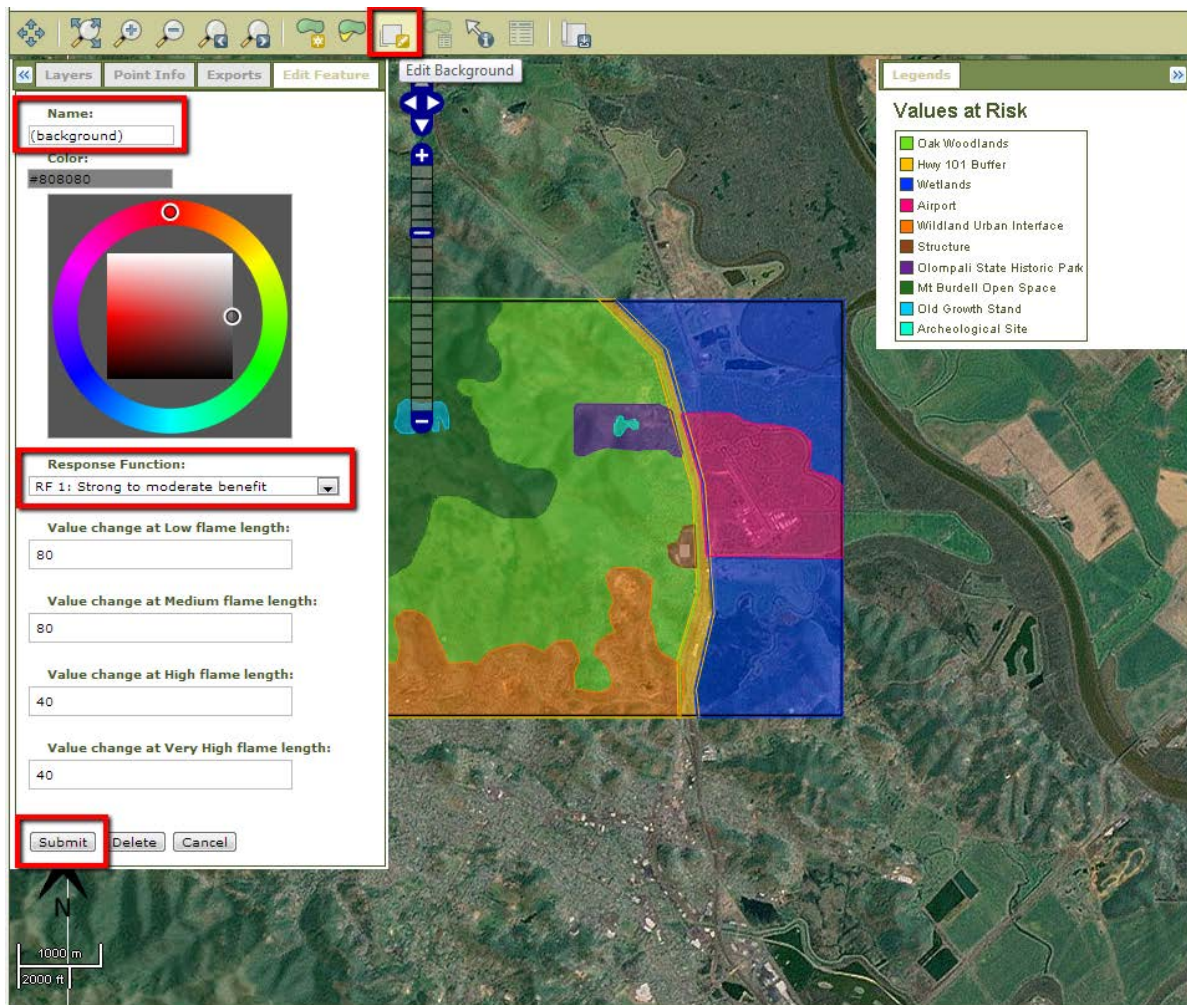 Edit Background
Layers
Point Info
Exports
Edit Feature
Name:
(background)
Color:
#808080
Response Function:
RF 1: Strong to moderate benefit
Value change at Low flame length:
80
Value change at Medium flame length:
80
Value change at High flame length:
40
Value change at Very High flame length:
40
Submit
Delete
Cancel
N
1000 m
2000 ft
Legends
Values at Risk
Oak Woodlands
Hwy 101 Buffer
Wetlands
Airport
Wildland Urban Interface
Structure
Olompali State Historic Park
Mt Burdell Open Space
Old Growth Stand
Archeological Site